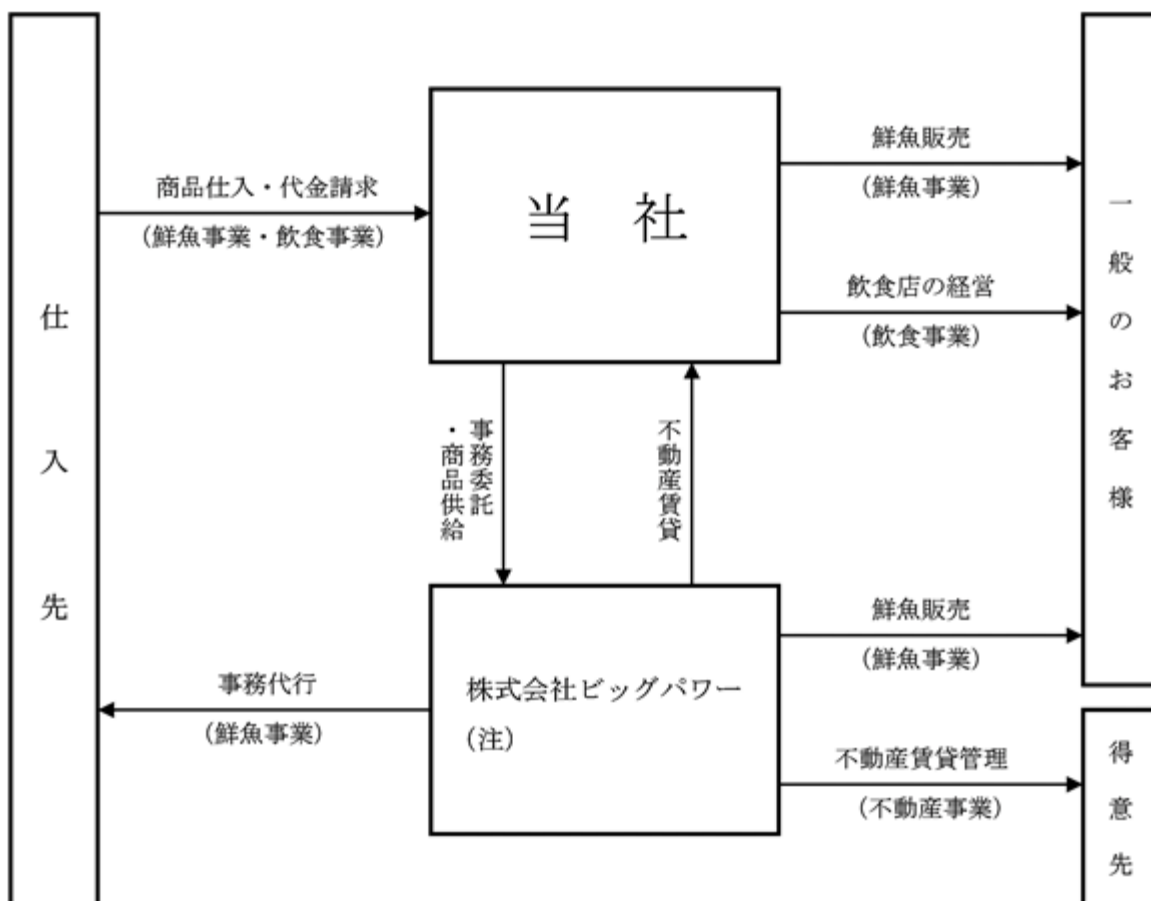 仕入先
商品仕入・代金請求
(鮮魚事業・飲食事業)
当 社
鮮魚販売
(鮮魚事業)
飲食店の経営
(飲食事業)
一般のお客様
事務委託
・商品供給
不動産賃貸
事務代行
(鮮魚事業)
株式会社ビッグパワー
(注)
鮮魚販売
(鮮魚事業)
不動産賃貸管理
(不動産事業)
得意先